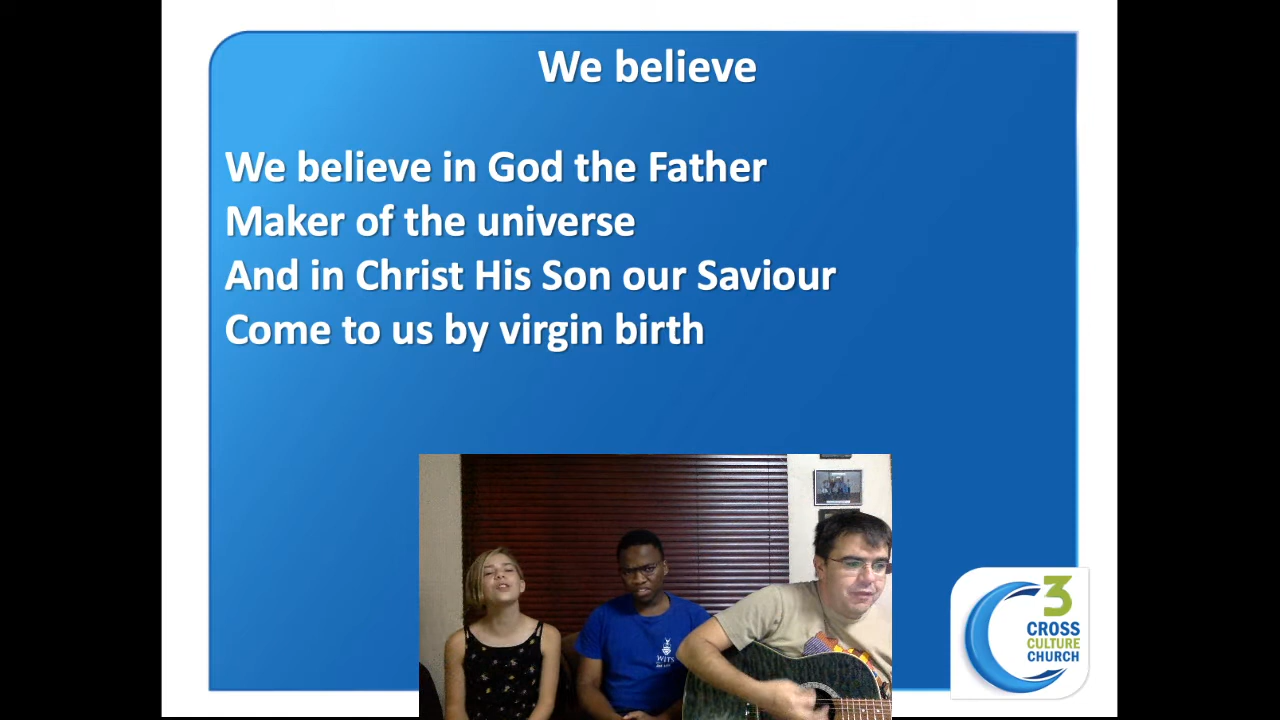 We believe
We believe in God the Father
Maker of the universe
And in Christ His Son our Saviour
Come to us by virgin birth
WITS
3
CROSS
CULTURE
CHURCH